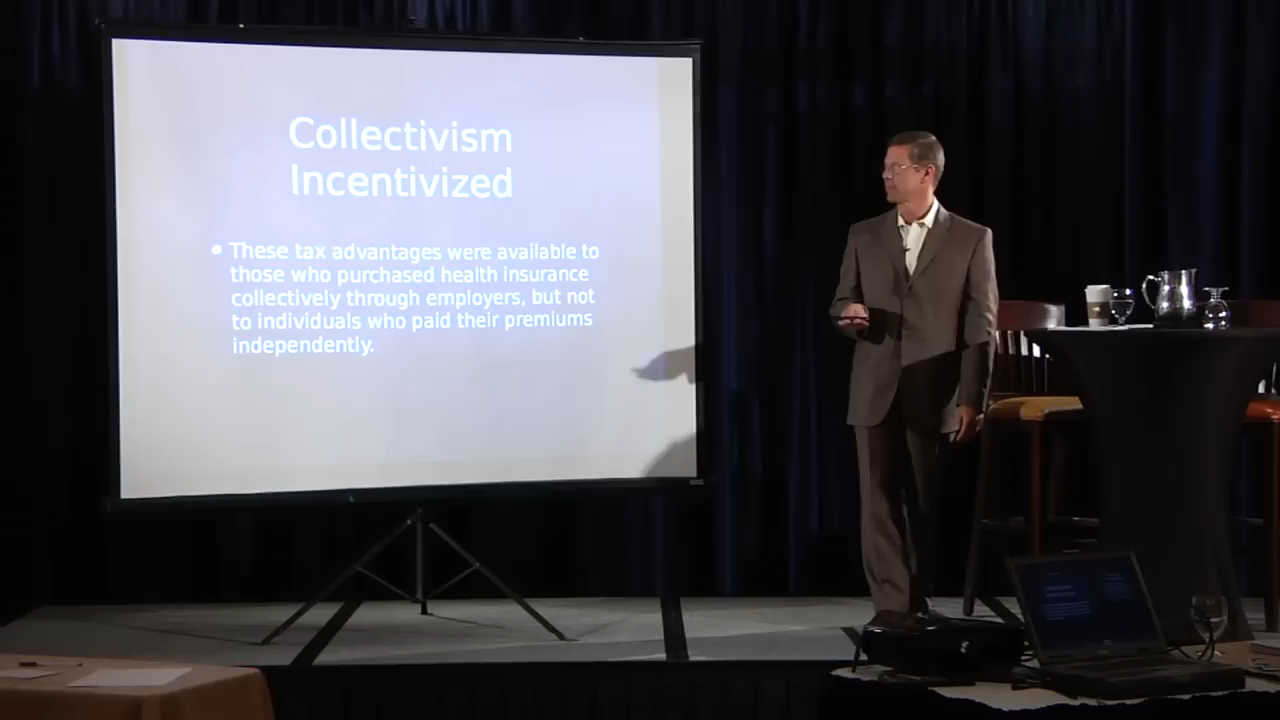 Collectivism
Incentivized
• These tax advantages were available to
those who purchased health insurance
collectively through employers, but not
to individuals who paid their premiums
independently.